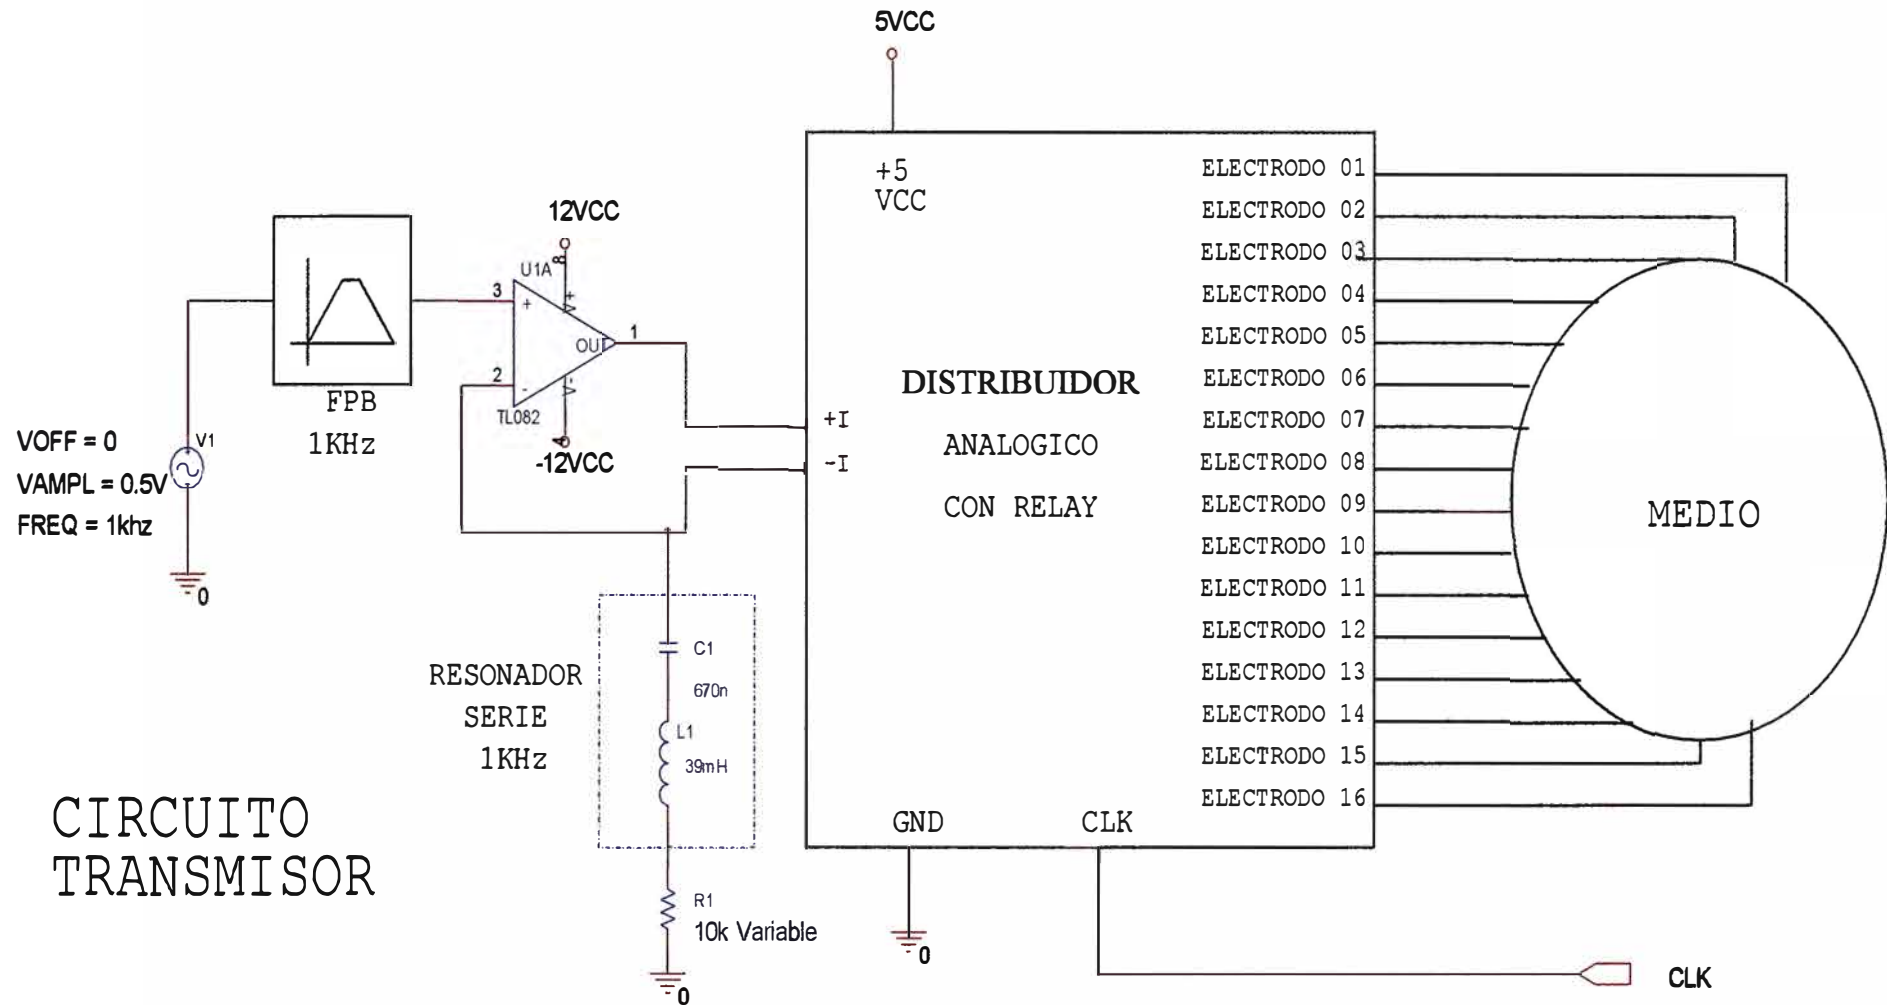 5VCC
+5
VCC
ELECTRODO 01
ELECTRODO 02
ELECTRODO 03
ELECTRODO 04
ELECTRODO 05
ELECTRODO 06
ELECTRODO 07
ELECTRODO 08
ELECTRODO 09
ELECTRODO 10
ELECTRODO 11
ELECTRODO 12
ELECTRODO 13
ELECTRODO 14
ELECTRODO 15
ELECTRODO 16
12VCC
U1A
8
V+
3
+
OUT
1
2
-
V-
TL082
4
-12VCC
FPB
1KHz
VOFF = 0
VAMPL = 0.5V
FREQ = 1khz
V1
0
+I
-I
DISTRIBUIDOR
ANALOGICO
CON RELAY
MEDIO
RESONADOR
SERIE
1KHz
C1
670n
L1
39mH
R1
10k Variable
0
GND
CLK
0
CLK
CIRCUITO
TRANSMISOR